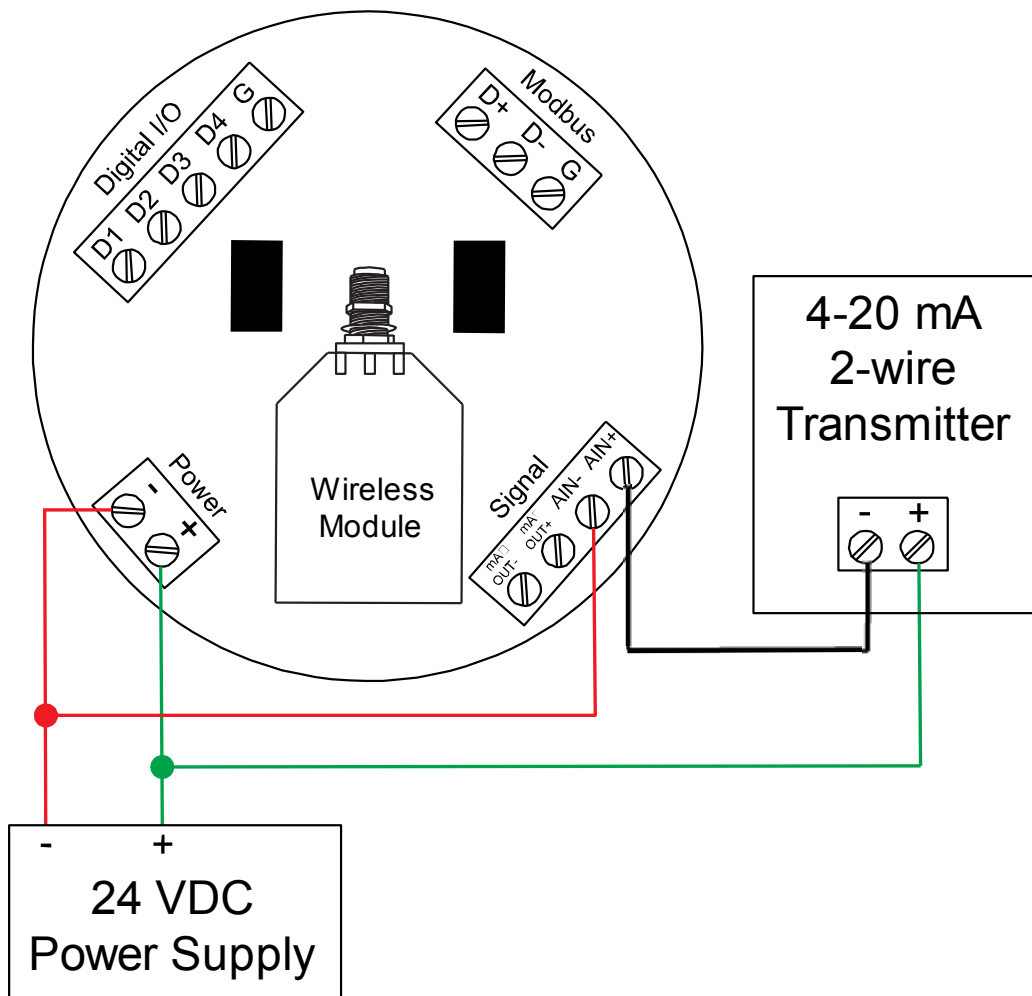 Digital I/O
D1 D2 D3 D4 G
Modbus
D+ D- G
4-20 mA
2-wire
Transmitter
- +
Power
- +
Wireless
Module
Signal
mA□
OUT-
mA□
OUT+
AIN-
AIN+
- +
24 VDC
Power Supply